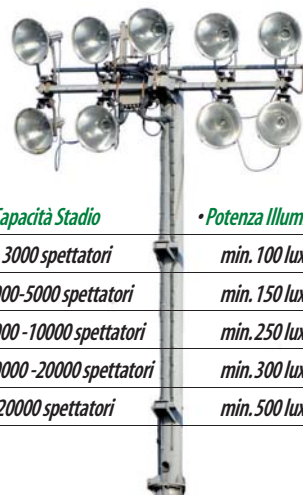 Capacità Stadio • Potenza Illum
3000 spettatori min. 100 lux
000-5000 spettatori min. 150 lux
000 -10000 spettatori min. 250 lux
0000 -20000 spettatori min. 300 lux
20000 spettatori min. 500 lux